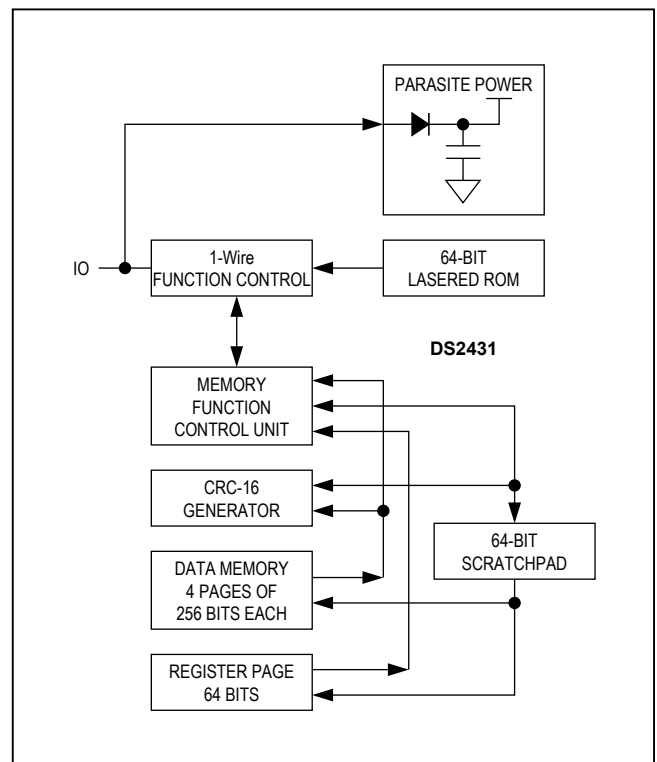 PARASITE POWER
IO
1-Wire
FUNCTION CONTROL
64-BIT
LASERED ROM
DS2431
MEMORY
FUNCTION
CONTROL UNIT
CRC-16
GENERATOR
64-BIT
SCRATCHPAD
DATA MEMORY
4 PAGES OF
256 BITS EACH
REGISTER PAGE
64 BITS